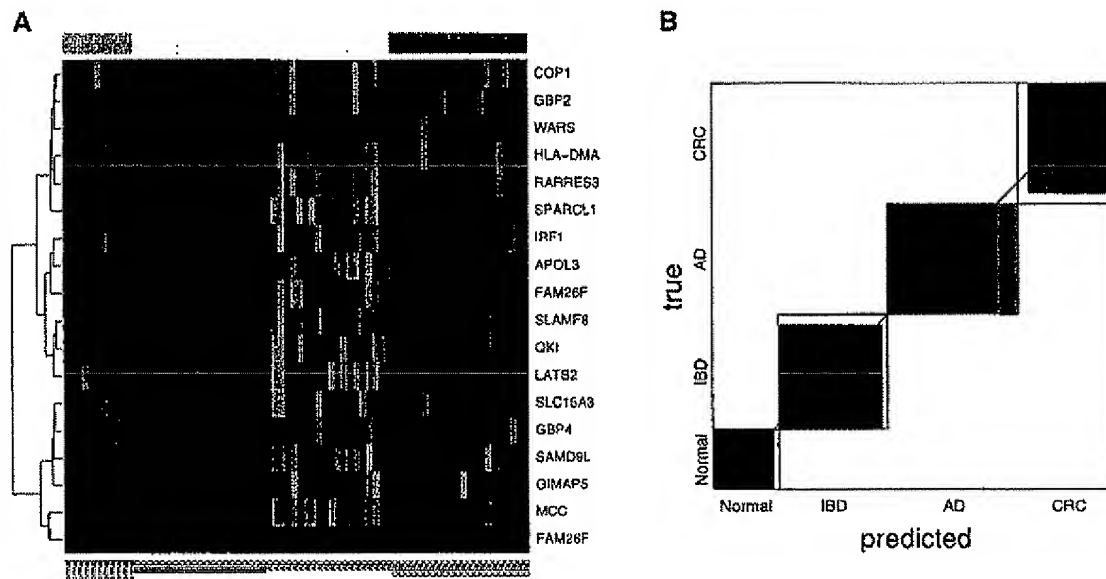 A
COP1
GBP2
WARS
HLA-DMA
RARRES3
SPARCL1
IRF1
APOL3
FAM26F
SLAMF8
QKI
LATS2
SLC15A3
GBP4
SAMD9L
GIMAP5
MCC
FAM26F
B
true
CRC
AD
IBD
Normal
Normal IBD AD CRC
predicted